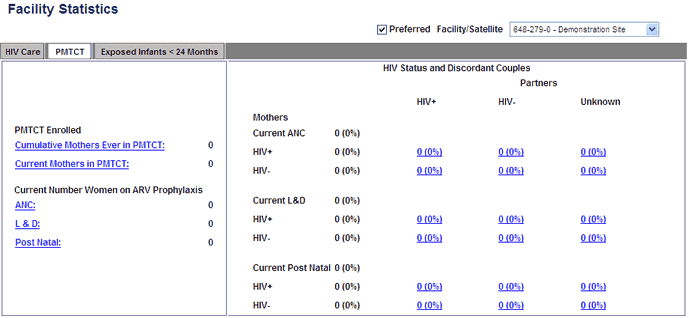 Facility Statistics
Preferred Facility/Satellite 648-279-0 - Demonstration Site
HIV Care PMTCT Exposed Infants < 24 Months
PMTCT Enrolled
Cumulative Mothers Ever in PMTCT: 0
Current Mothers in PMTCT: 0
Current Number Women on ARV Prophylaxis
ANC: 0
L & D: 0
Post Natal: 0
HIV Status and Discordant Couples
Partners
HIV+ HIV- Unknown
Mothers
Current ANC 0 (0%)
HIV+ 0 (0%) 0 (0%) 0 (0%) 0 (0%)
HIV- 0 (0%) 0 (0%) 0 (0%) 0 (0%)
Current L&D 0 (0%)
HIV+ 0 (0%) 0 (0%) 0 (0%) 0 (0%)
HIV- 0 (0%) 0 (0%) 0 (0%) 0 (0%)
Current Post Natal 0 (0%)
HIV+ 0 (0%) 0 (0%) 0 (0%) 0 (0%)
HIV- 0 (0%) 0 (0%) 0 (0%) 0 (0%)